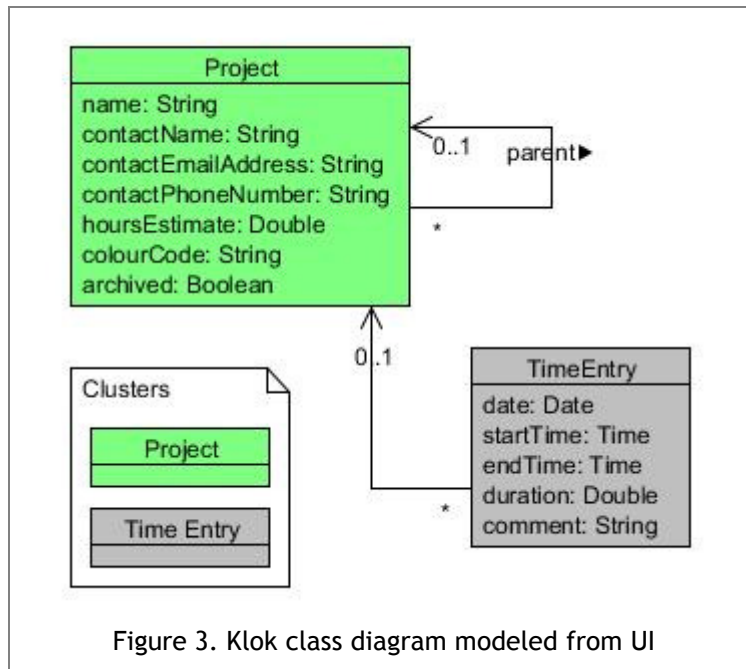 Project
name: String
contactName: String
contactEmailAddress: String
contactPhoneNumber: String
hoursEstimate: Double
colourCode: String
archived: Boolean
0..1
parent►
*
0..1
*
TimeEntry
date: Date
startTime: Time
endTime: Time
duration: Double
comment: String
Clusters
Project
Time Entry
Figure 3. Klok class diagram modeled from UI